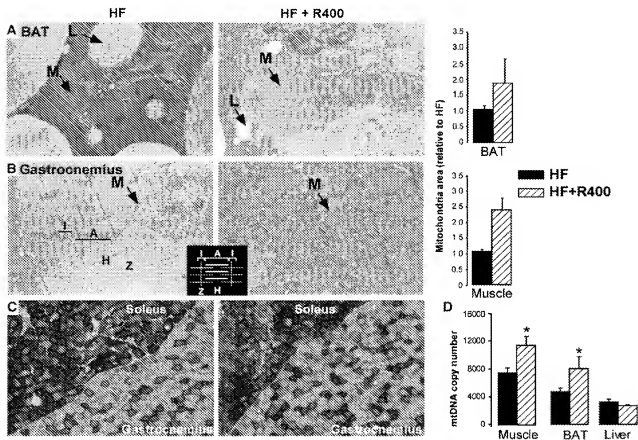 HF
HF + R400
A BAT
L
M
M
L
Mitochondria area (relative to HF)
3.5
3.0
2.5
2.0
1.5
1.0
0.5
0
BAT
HF
HF+R400
B Gastrocnemius
M
I
A
H
Z
I A I
Z H
M
3.5
3.0
2.5
2.0
1.5
1.0
0.5
0
Muscle
C
Soleus
Gastrocnemius
Soleus
Gastrocnemius
D
mtDNA copy number
16000
12000
8000
4000
0
*
*
Muscle
BAT
Liver